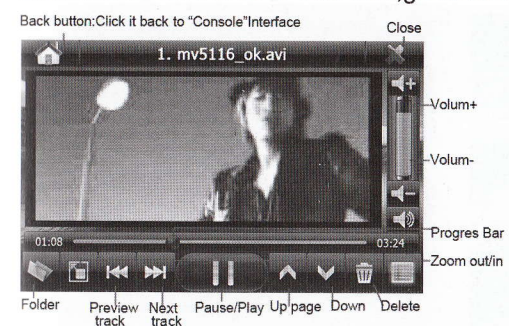 Back button:Click it back to “Console”Interface
Close
1. mv5116_ok.avi
Volum+
Volum-
Progres Bar
01:08
03:24
Zoom out/in
Folder
Preview track
Next track
Pause/Play
Up page
Down
Delete